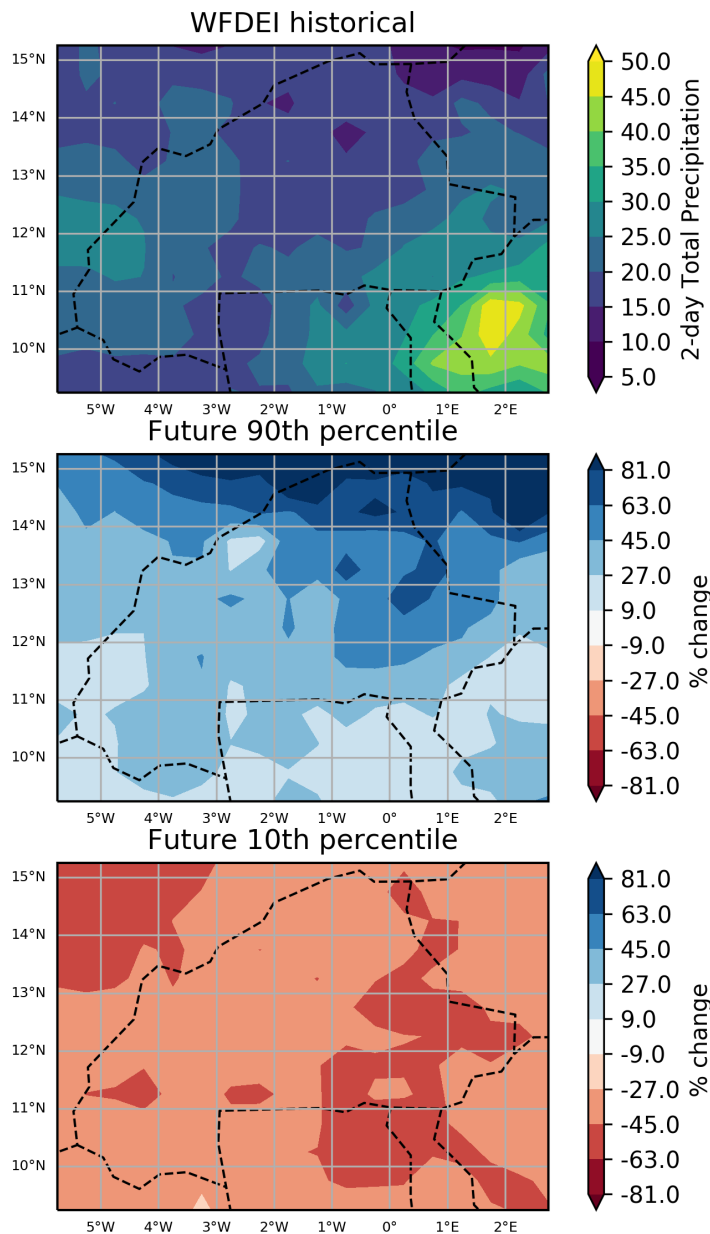 WFDEI historical
15°N
14°N
13°N
12°N
11°N
10°N
5°W
4°W
3°W
2°W
1°W
0°
1°E
2°E
50.0
45.0
40.0
35.0
30.0
25.0
20.0
15.0
10.0
5.0
2-day Total Precipitation
Future 90th percentile
15°N
14°N
13°N
12°N
11°N
10°N
5°W
4°W
3°W
2°W
1°W
0°
1°E
2°E
81.0
63.0
45.0
27.0
9.0
-9.0
-27.0
-45.0
-63.0
-81.0
% change
Future 10th percentile
15°N
14°N
13°N
12°N
11°N
10°N
5°W
4°W
3°W
2°W
1°W
0°
1°E
2°E
81.0
63.0
45.0
27.0
9.0
-9.0
-27.0
-45.0
-63.0
-81.0
% change